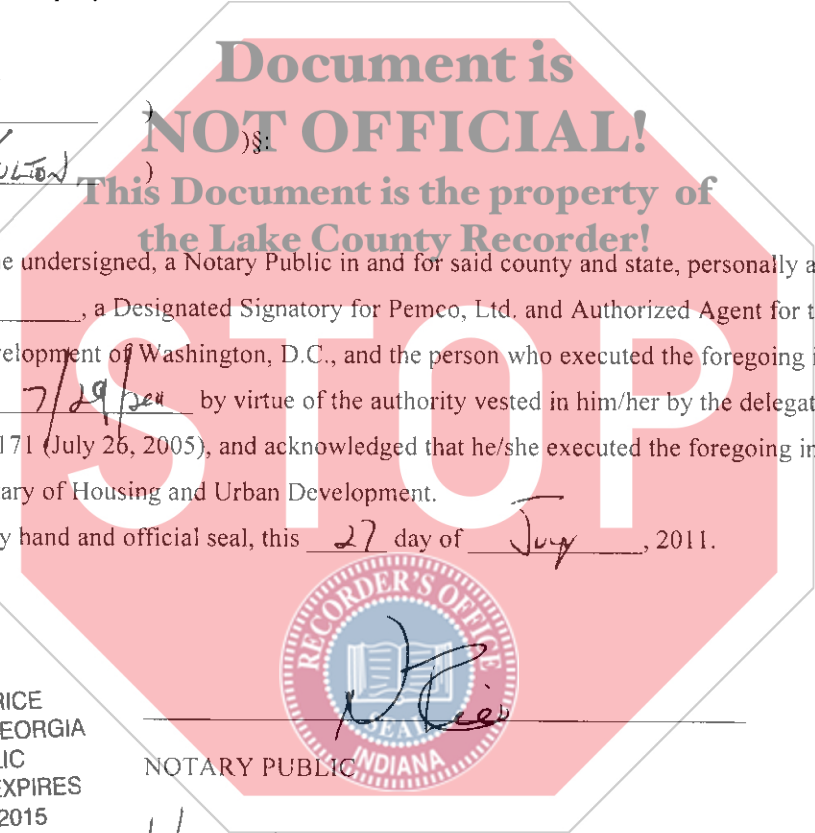 Document is
NOT OFFICIAL!
This Document is the property of
the Lake County Recorder!
STOP
)
)§:
ULTON )
e undersigned, a Notary Public in and for said county and state, personally a
, a Designated Signatory for Pemco, Ltd. and Authorized Agent for t
velopment of Washington, D.C., and the person who executed the foregoing i
7/29/ by virtue of the authority vested in him/her by the delegat
171 (July 26, 2005), and acknowledged that he/she executed the foregoing in
ary of Housing and Urban Development.
y hand and official seal, this 27 day of July, 2011.
RECORDER'S OFFICE
SEAL
INDIANA
RICE
EORGIA
LIC
EXPIRES
2015
NOTARY PUBLIC